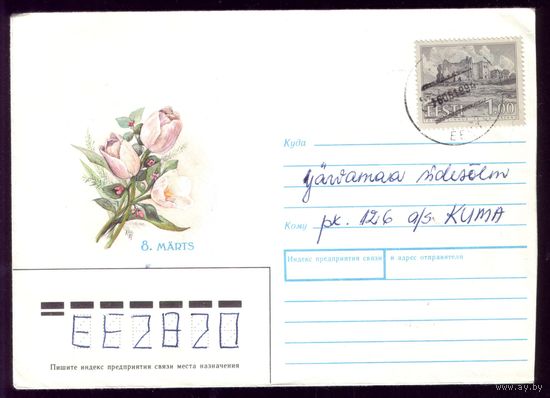 EESTI 1.00
Куда
Järvamaa sidesõlm
Кому
pk. 126 a/s. KUMA
8. MÄRTS
Индекс предприятия связи и адрес отправителя
EE2820
Пишите индекс предприятия связи места назначения
www.ay.by